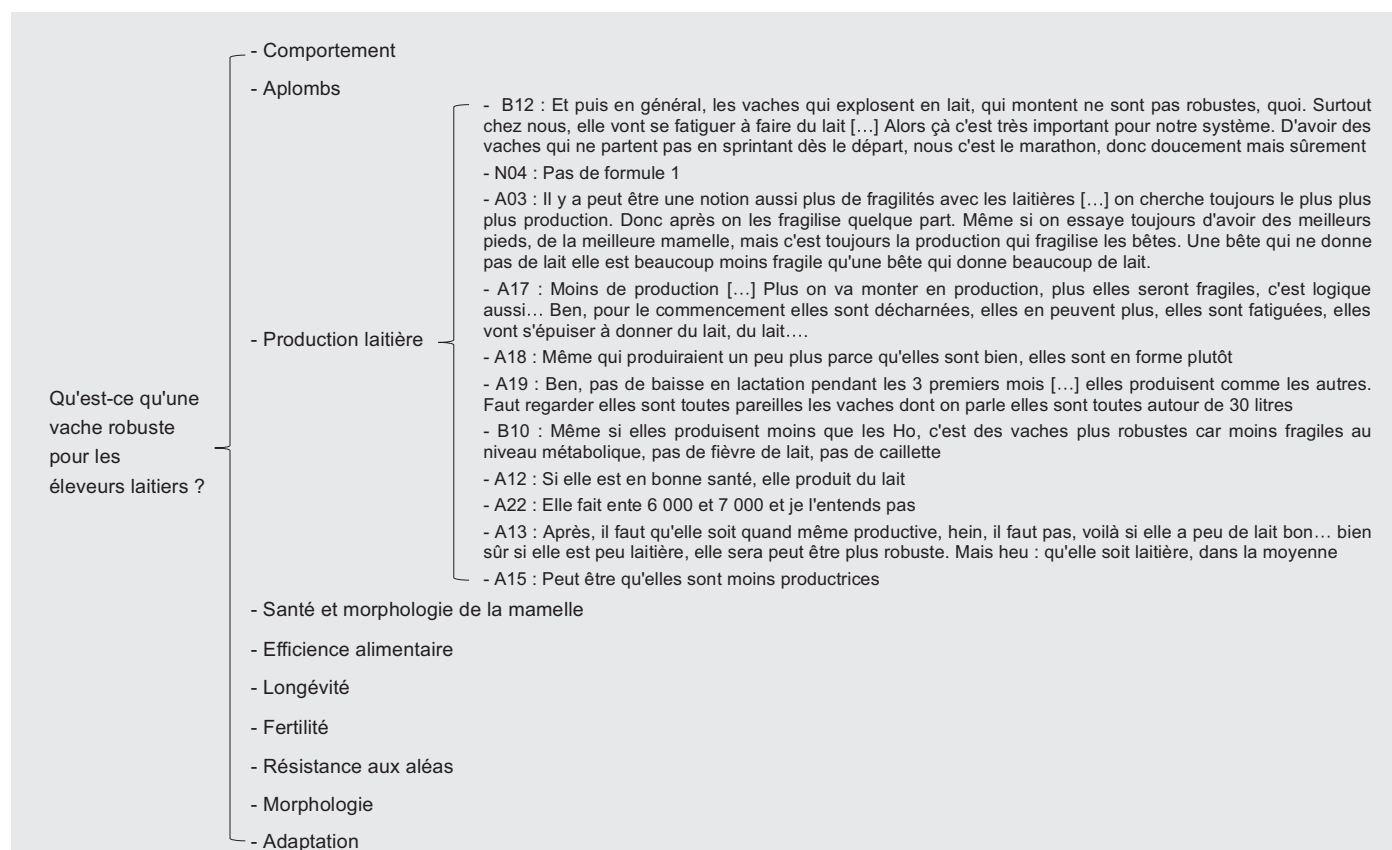 - Comportement
- Aplombs
- B12 : Et puis en général, les vaches qui explosent en lait, qui montent ne sont pas robustes, quoi. Surtout
chez nous, elle vont se fatiguer à faire du lait […] Alors çà c'est très important pour notre système. D'avoir des
vaches qui ne partent pas en sprintant dès le départ, nous c'est le marathon, donc doucement mais sûrement
- N04 : Pas de formule 1
- A03 : Il y a peut être une notion aussi plus de fragilités avec les laitières […] on cherche toujours le plus plus
plus production. Donc après on les fragilise quelque part. Même si on essaye toujours d'avoir des meilleurs
pieds, de la meilleure mamelle, mais c'est toujours la production qui fragilise les bêtes. Une bête qui ne donne
pas de lait elle est beaucoup moins fragile qu'une bête qui donne beaucoup de lait.
- A17 : Moins de production […] Plus on va monter en production, plus elles seront fragiles, c'est logique
aussi… Ben, pour le commencement elles sont décharnées, elles en peuvent plus, elles sont fatiguées, elles
vont s'épuiser à donner du lait, du lait….
- Production laitière
- A18 : Même qui produiraient un peu plus parce qu'elles sont bien, elles sont en forme plutôt
- A19 : Ben, pas de baisse en lactation pendant les 3 premiers mois […] elles produisent comme les autres.
Faut regarder elles sont toutes pareilles les vaches dont on parle elles sont toutes autour de 30 litres
- B10 : Même si elles produisent moins que les Ho, c'est des vaches plus robustes car moins fragiles au
niveau métabolique, pas de fièvre de lait, pas de caillette
- A12 : Si elle est en bonne santé, elle produit du lait
- A22 : Elle fait ente 6 000 et 7 000 et je l'entends pas
- A13 : Après, il faut qu'elle soit quand même productive, hein, il faut pas, voilà si elle a peu de lait bon… bien
sûr si elle est peu laitière, elle sera peut être plus robuste. Mais heu : qu'elle soit laitière, dans la moyenne
- A15 : Peut être qu'elles sont moins productrices
Qu'est-ce qu'une
vache robuste
pour les
éleveurs laitiers ?
- Santé et morphologie de la mamelle
- Efficience alimentaire
- Longévité
- Fertilité
- Résistance aux aléas
- Morphologie
- Adaptation